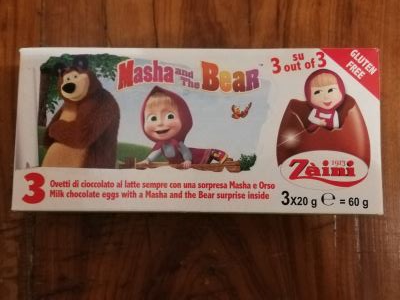 Masha and The Bear
3 su out of 3
GLUTEN FREE
Zàini
1913
3 Ovetti di cioccolato al latte sempre con una sorpresa Masha e Orso
Milk chocolate eggs with a Masha and the Bear surprise inside
3x20 g ℮ = 60 g